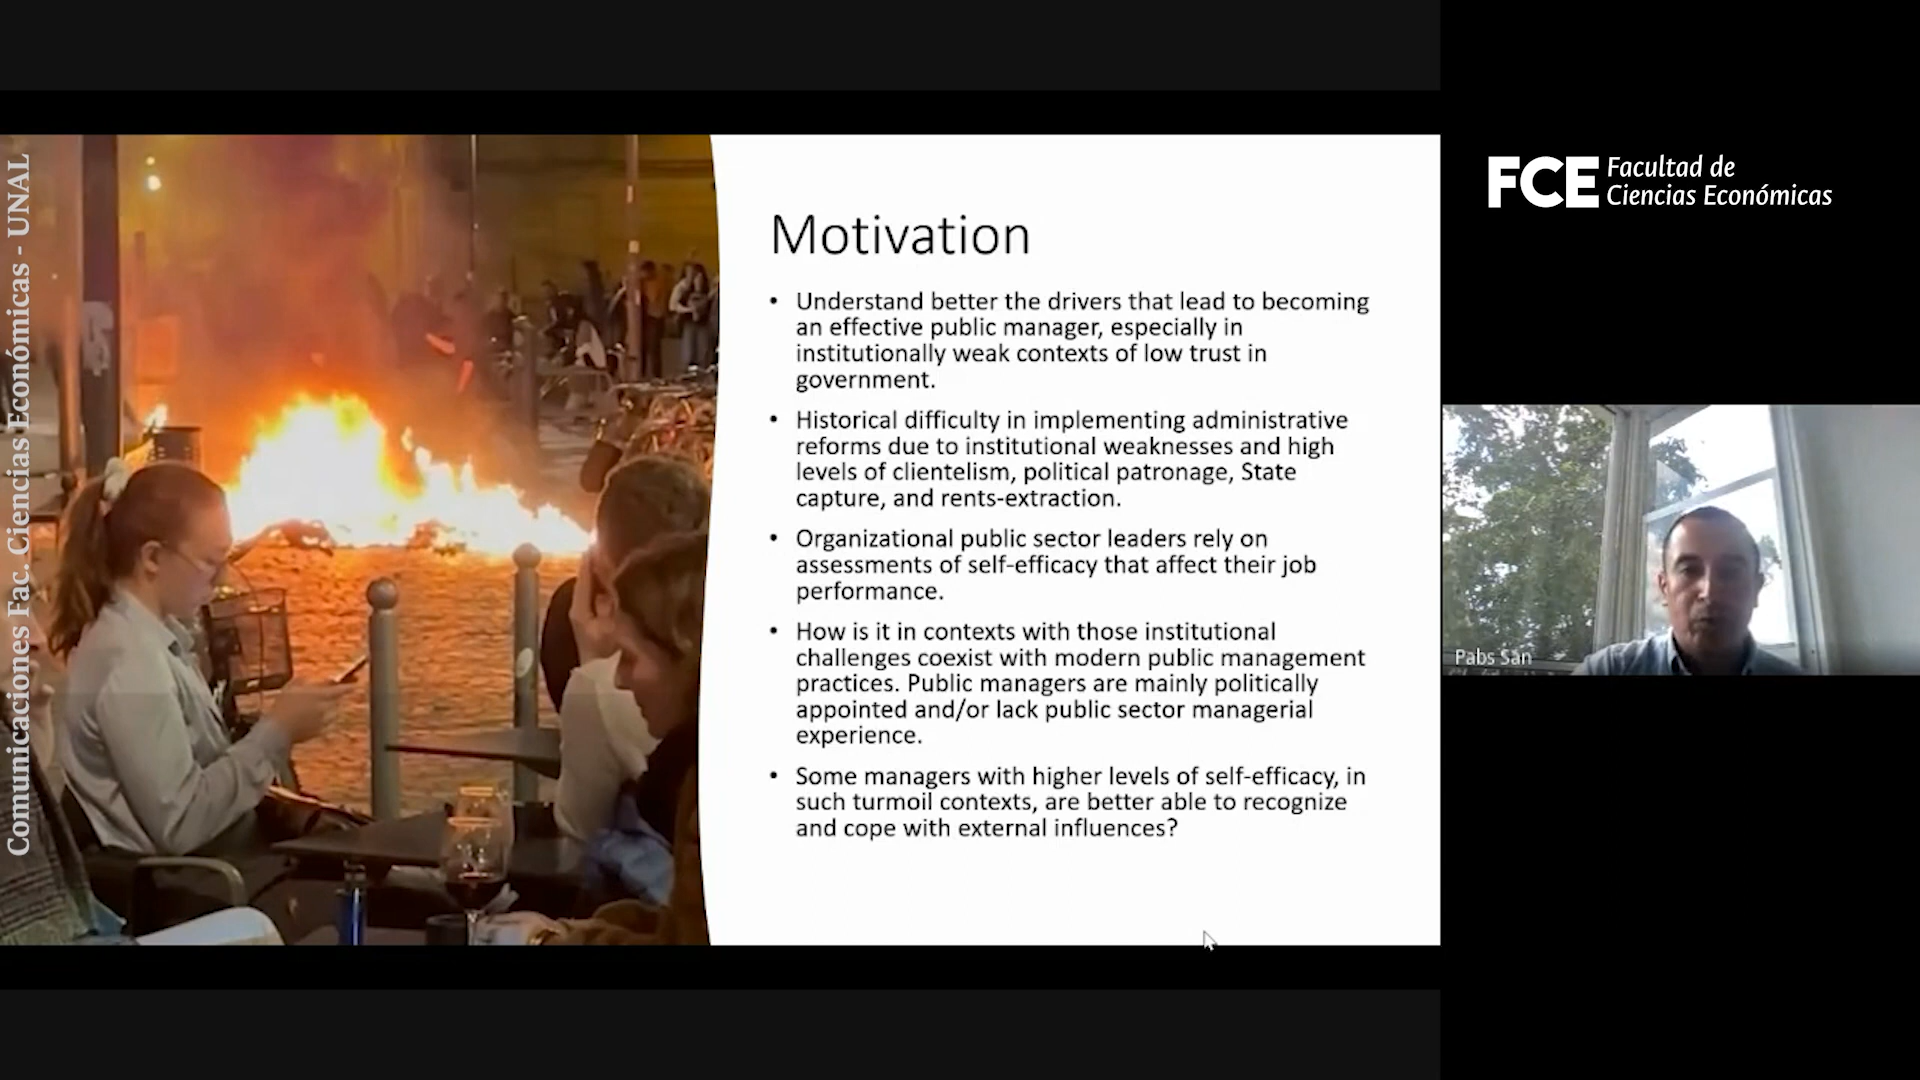 Comunicaciones Fac. Ciencias Económicas - UNAL
Motivation
• Understand better the drivers that lead to becoming
an effective public manager, especially in
institutionally weak contexts of low trust in
government.
• Historical difficulty in implementing administrative
reforms due to institutional weaknesses and high
levels of clientelism, political patronage, State
capture, and rents-extraction.
• Organizational public sector leaders rely on
assessments of self-efficacy that affect their job
performance.
• How is it in contexts with those institutional
challenges coexist with modern public management
practices. Public managers are mainly politically
appointed and/or lack public sector managerial
experience.
• Some managers with higher levels of self-efficacy, in
such turmoil contexts, are better able to recognize
and cope with external influences?
FCE Facultad de
Ciencias Económicas
Pabs San